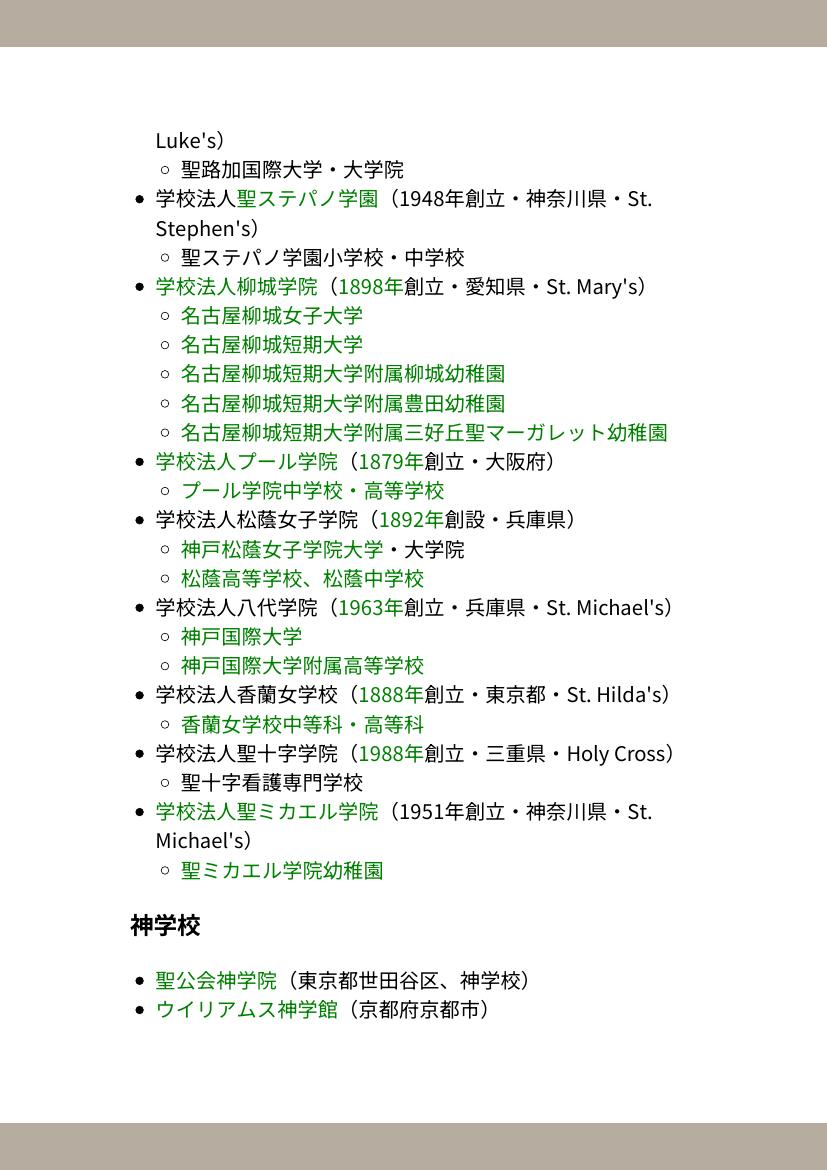 Luke's）
聖路加国際大学・大学院
学校法人聖ステパノ学園（1948年創立・神奈川県・St.
Stephen's）
聖ステパノ学園小学校・中学校
学校法人柳城学院（1898年創立・愛知県・St. Mary's）
名古屋柳城女子大学
名古屋柳城短期大学
名古屋柳城短期大学附属柳城幼稚園
名古屋柳城短期大学附属豊田幼稚園
名古屋柳城短期大学附属三好丘聖マーガレット幼稚園
学校法人プール学院（1879年創立・大阪府）
プール学院中学校・高等学校
学校法人松蔭女子学院（1892年創設・兵庫県）
神戸松蔭女子学院大学・大学院
松蔭高等学校、松蔭中学校
学校法人八代学院（1963年創立・兵庫県・St. Michael's）
神戸国際大学
神戸国際大学附属高等学校
学校法人香蘭女学校（1888年創立・東京都・St. Hilda's）
香蘭女学校中等科・高等科
学校法人聖十字学院（1988年創立・三重県・Holy Cross）
聖十字看護専門学校
学校法人聖ミカエル学院（1951年創立・神奈川県・St.
Michael's）
聖ミカエル学院幼稚園
神学校
聖公会神学院（東京都世田谷区、神学校）
ウイリアムス神学館（京都府京都市）